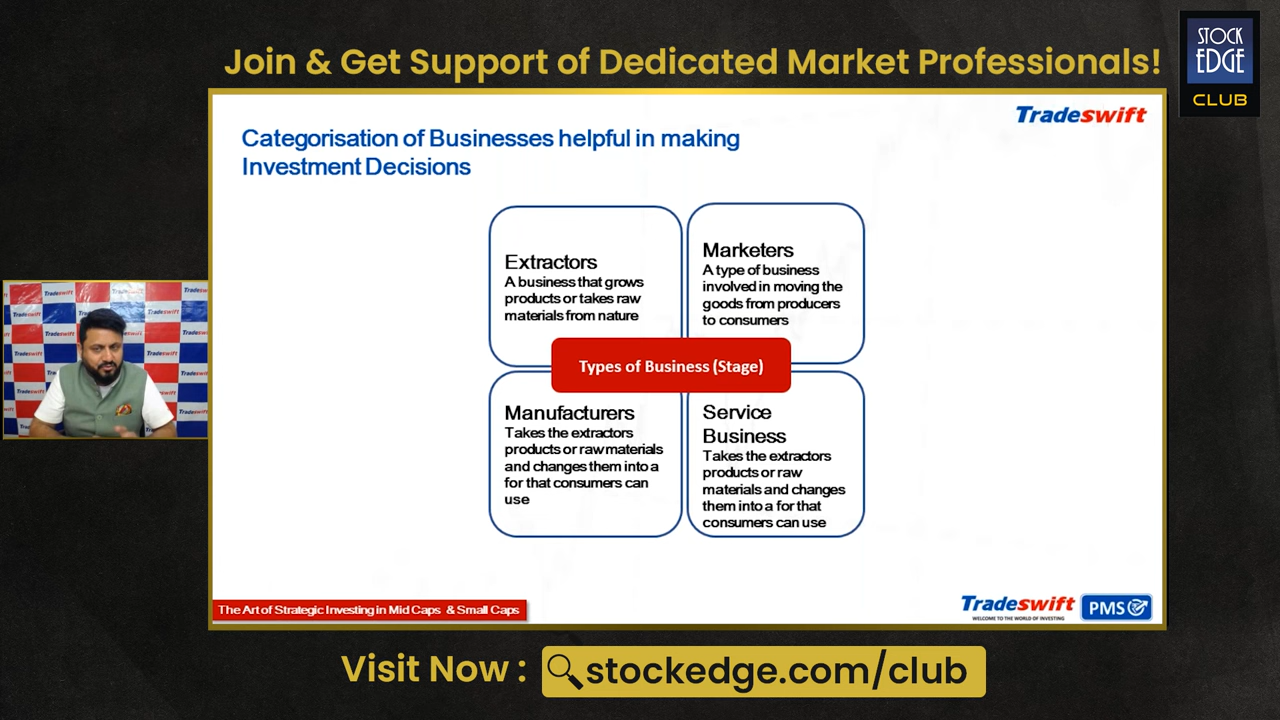 Join & Get Support of Dedicated Market Professionals!
STOCK
EDGE
CLUB
Tradeswift
Categorisation of Businesses helpful in making
Investment Decisions
Extractors
A business that grows
products or takes raw
materials from nature
Marketers
A type of business
involved in moving the
goods from producers
to consumers
Types of Business (Stage)
Manufacturers
Takes the extractors
products or raw materials
and changes them into a
for that consumers can
use
Service
Business
Takes the extractors
products or raw
materials and changes
them into a for that
consumers can use
Tradeswift
Tradeswift
Tradeswift
Tradeswift
The Art of Strategic Investing in Mid Caps & Small Caps
Tradeswift
WELCOME TO THE WORLD OF INVESTING
PMS
Visit Now :
stockedge.com/club